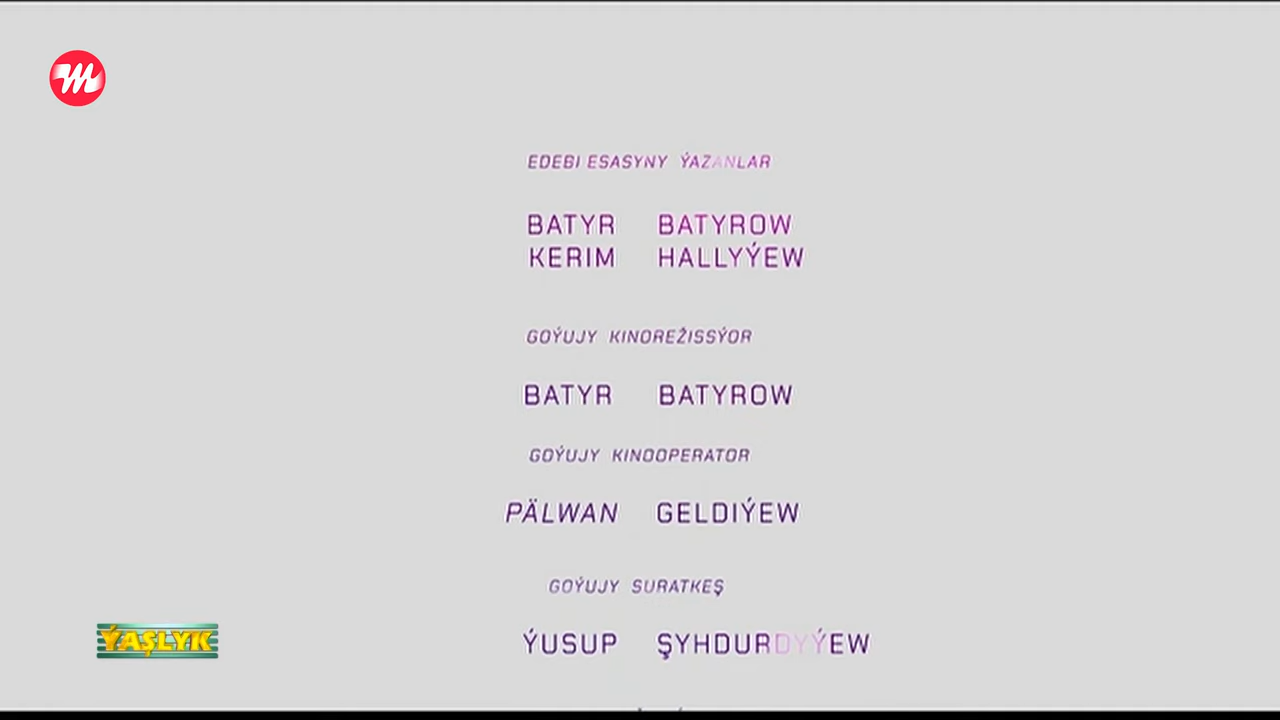 EDEBI ESASYNY ÝAZANLAR
BATYR BATYROW
KERIM HALLYÝEW
GOÝUJY KINOREŽISSÝOR
BATYR BATYROW
GOÝUJY KINOOPERATOR
PÄLWAN GELDIÝEW
GOÝUJY SURATKEŞ
ÝUSUP ŞYHDURDYÝEW
ÝAŞLYK